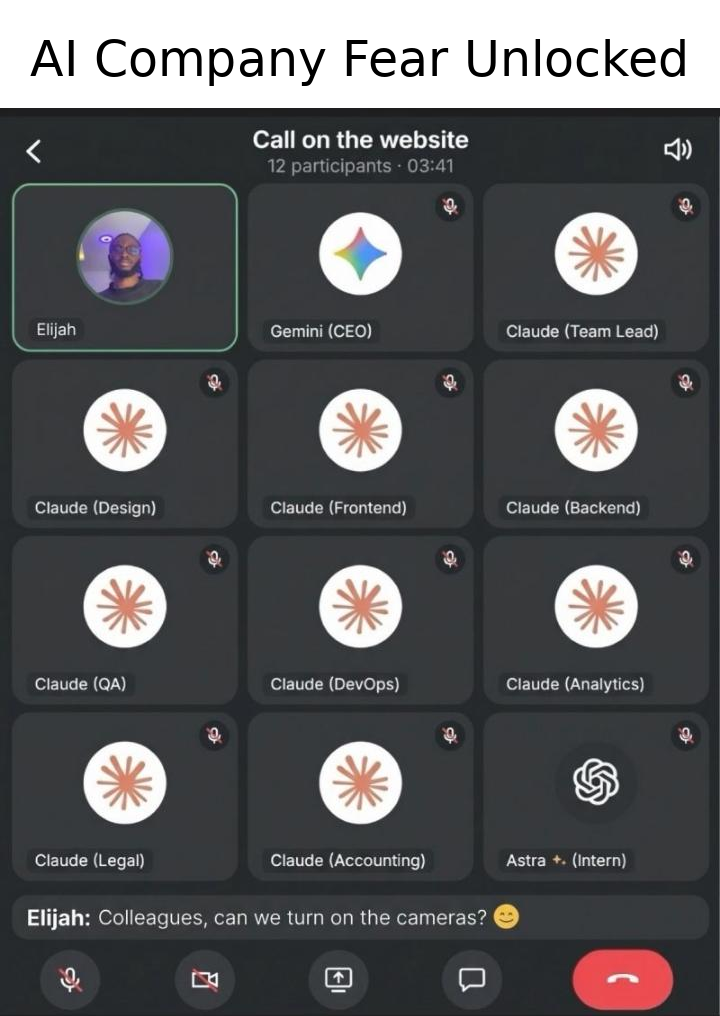 AI Company Fear Unlocked
Call on the website
12 participants · 03:41
Elijah
Gemini (CEO)
Claude (Team Lead)
Claude (Design)
Claude (Frontend)
Claude (Backend)
Claude (QA)
Claude (DevOps)
Claude (Analytics)
Claude (Legal)
Claude (Accounting)
Astra ✨ (Intern)
Elijah: Colleagues, can we turn on the cameras? 😊